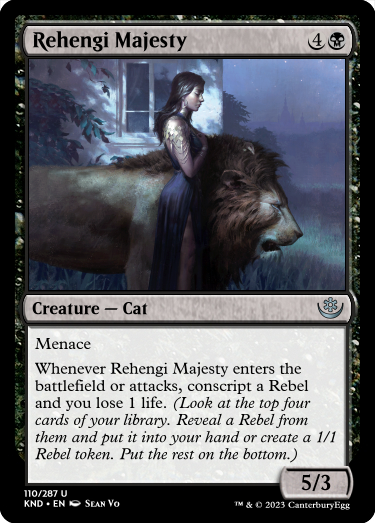 Rehengi Majesty 4
Creature — Cat
Menace
Whenever Rehengi Majesty enters the
battlefield or attacks, conscript a Rebel
and you lose 1 life. (Look at the top four
cards of your library. Reveal a Rebel from
them and put it into your hand or create a 1/1
Rebel token. Put the rest on the bottom.)
5/3
110/287 U
KND • EN Sean Vo
™ & © 2023 CanterburyEgg